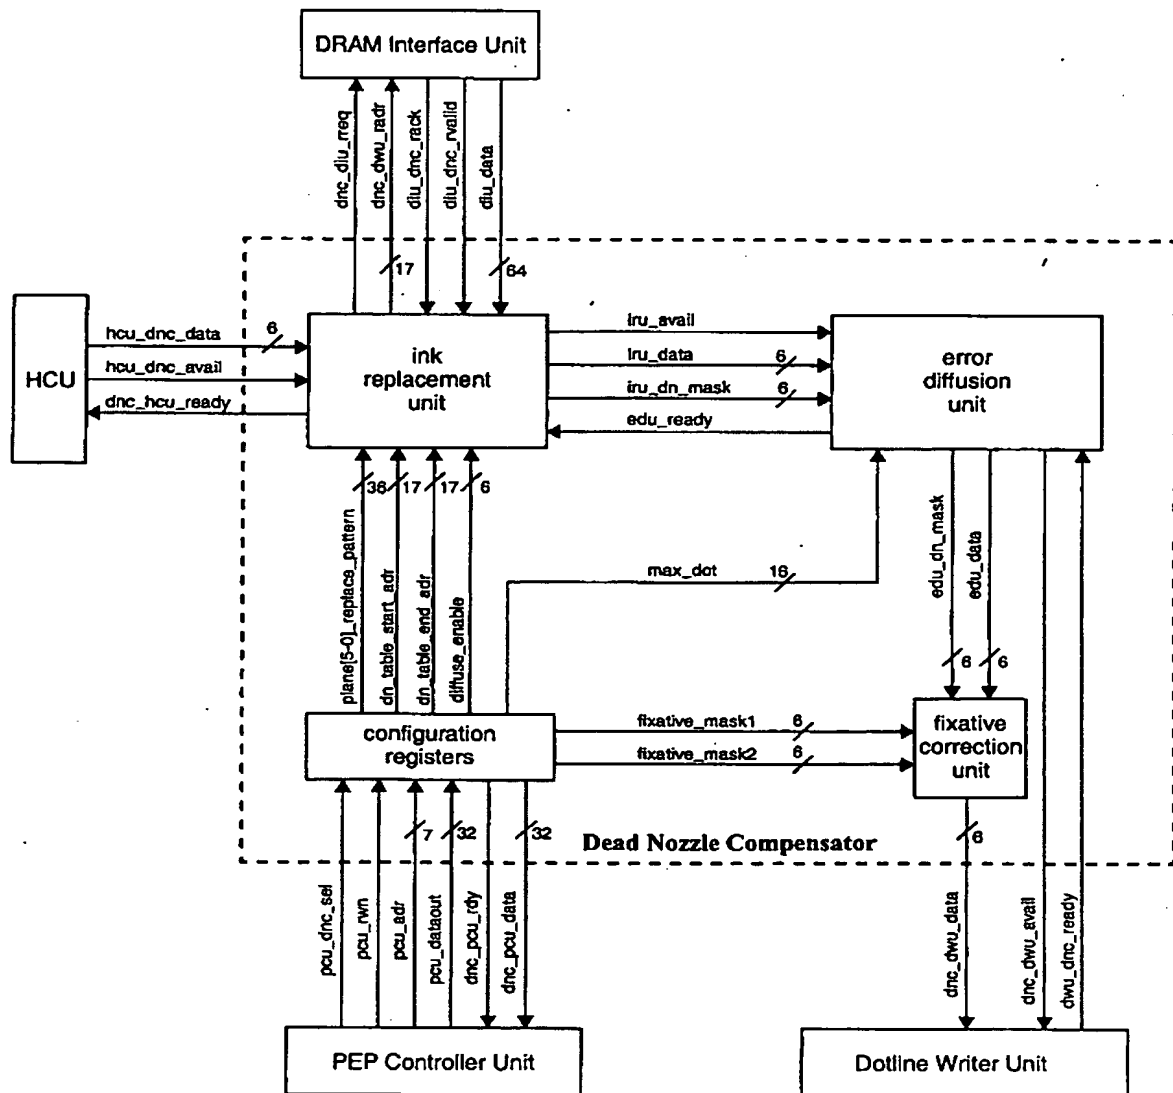 DRAM Interface Unit
dnc_diu_rreq
dnc_dwu_radr
diu_dnc_rack
diu_dnc_rvalid
diu_data
17
64
HCU
hcu_dnc_data
6
hcu_dnc_avail
dnc_hcu_ready
ink
replacement
unit
iru_avail
iru_data
6
iru_dn_mask
6
edu_ready
error
diffusion
unit
36
17
17
6
plane[5-0]_replace_pattern
dn_table_start_adr
dn_table_end_adr
diffuse_enable
max_dot
16
edu_dn_mask
edu_data
6
6
configuration
registers
fixative_mask1
6
fixative_mask2
6
fixative
correction
unit
7
32
32
6
Dead Nozzle Compensator
pcu_dnc_sel
pcu_rwn
pcu_adr
pcu_dataout
dnc_pcu_rdy
dnc_pcu_data
dnc_dwu_data
dnc_dwu_avail
dwu_dnc_ready
PEP Controller Unit
Dotline Writer Unit